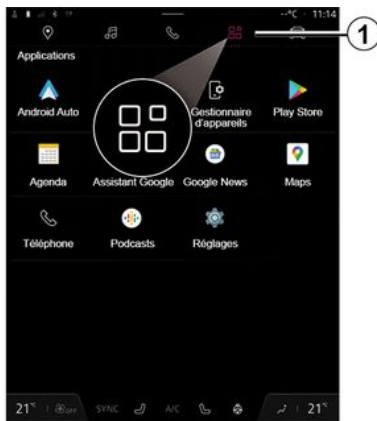 --°C 11:14
1
Applications
Android Auto
Gestionnaire
d'appareils
Play Store
Agenda
Assistant Google
Google News
Maps
Téléphone
Podcasts
Réglages
21°C
OFF
SYNC
A/C
21°C